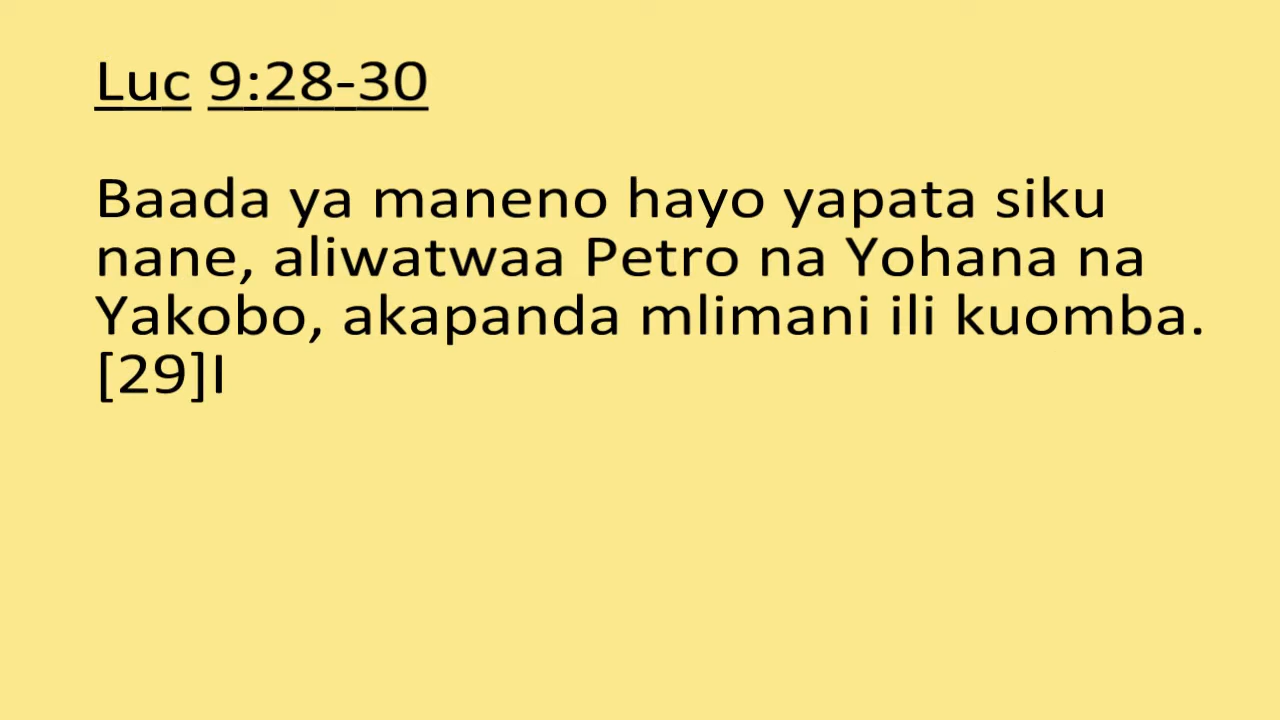 Luc 9:28-30
Baada ya maneno hayo yapata siku
nane, aliwatwaa Petro na Yohana na
Yakobo, akapanda mlimani ili kuomba.
[29]I